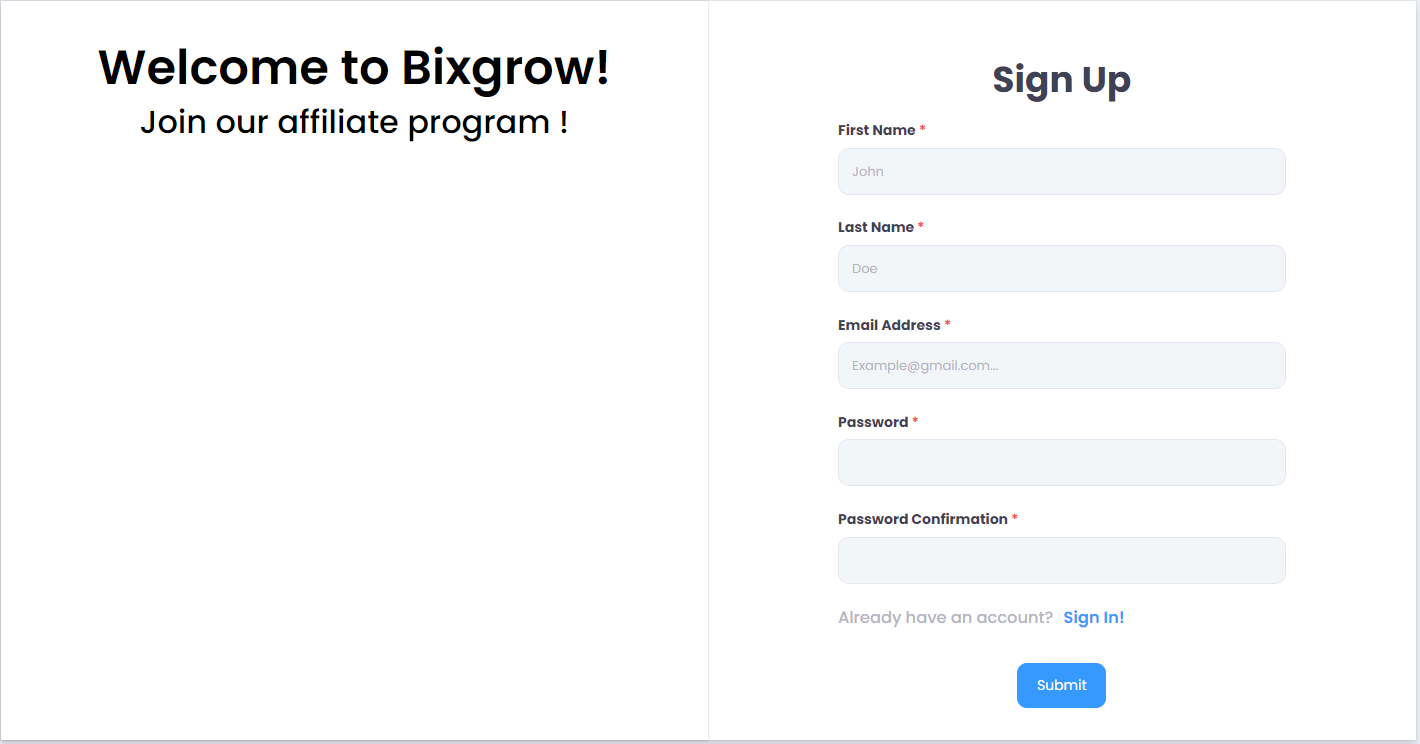 Welcome to Bixgrow!
Join our affiliate program !
Sign Up
First Name *
John
Last Name *
Doe
Email Address *
Example@gmail.com...
Password *
Password Confirmation *
Already have an account? Sign In!
Submit